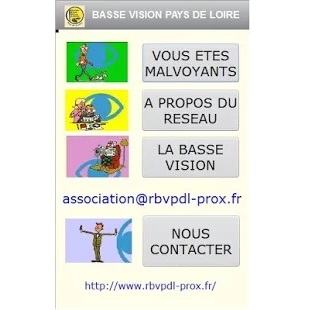 BASSE VISION PAYS DE LOIRE
VOUS ETES
MALVOYANTS
A PROPOS DU
RESEAU
LA BASSE
VISION
association@rbvpdl-prox.fr
NOUS
CONTACTER
http://www.rbvpdl-prox.fr/